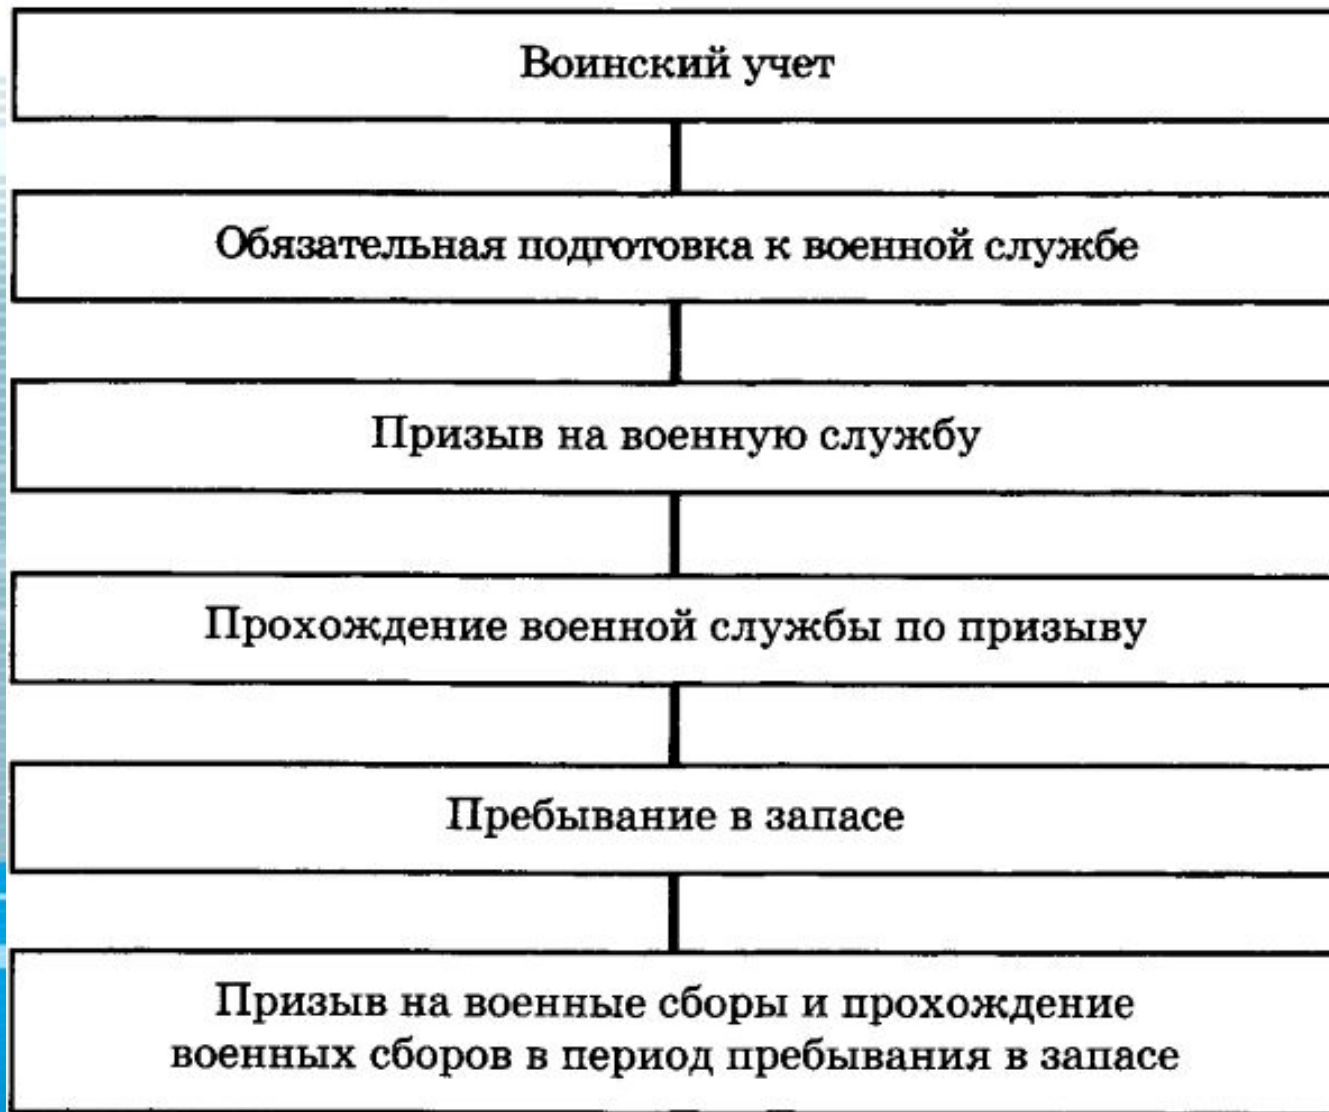 Воинский учет
Обязательная подготовка к военной службе
Призыв на военную службу
Прохождение военной службы по призыву
Пребывание в запасе
Призыв на военные сборы и прохождение
военных сборов в период пребывания в запасе